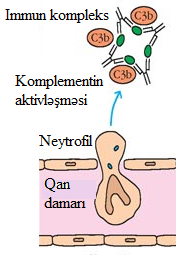 Immun kompleks
C3b
C3b
C3b
Komplementin
aktivləşməsi
Neytrofil
Qan
damarı